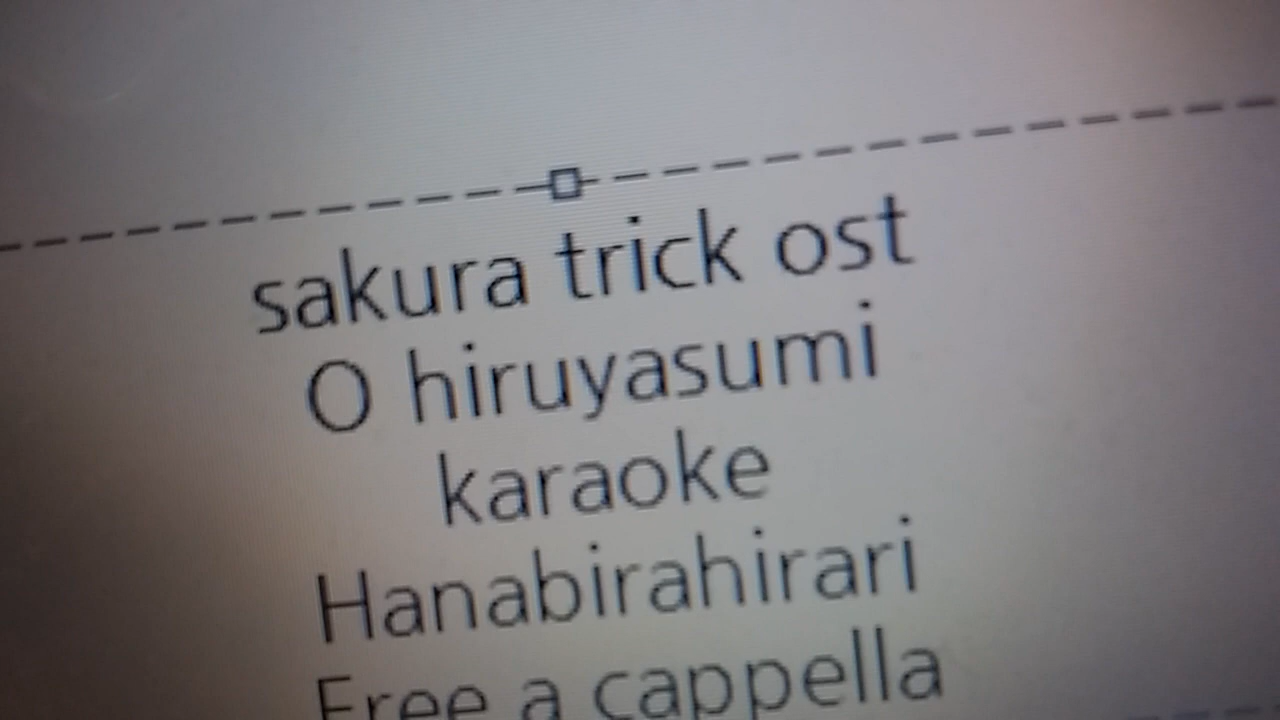 sakura trick ost
O hiruyasumi
karaoke
Hanabirahirari
Free a cappella